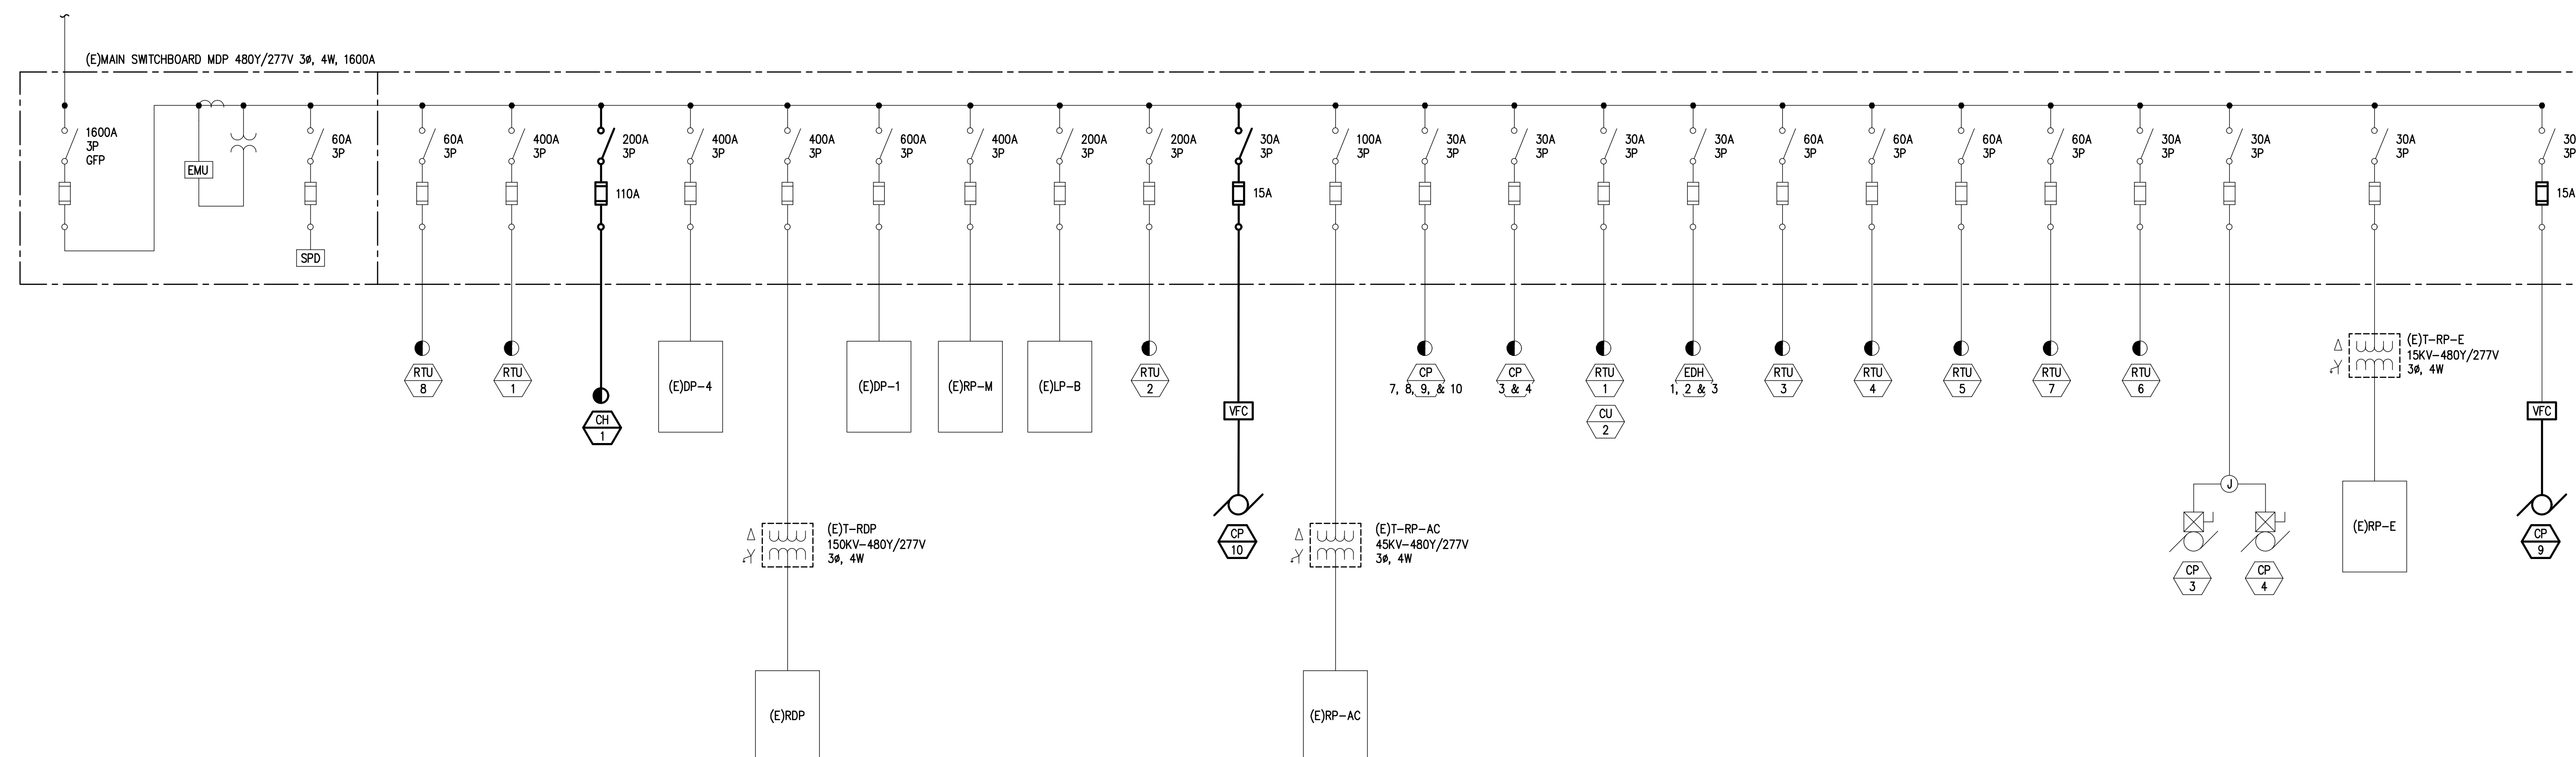 (E)MAIN SWITCHBOARD MDP 480Y/277V 3ø, 4W, 1600A
1600A
3P
GFP
EMU
60A
3P
SPD
60A
3P
400A
3P
200A
3P
110A
400A
3P
400A
3P
600A
3P
400A
3P
200A
3P
200A
3P
30A
3P
15A
100A
3P
30A
3P
30A
3P
30A
3P
30A
3P
60A
3P
60A
3P
60A
3P
60A
3P
30A
3P
30A
3P
30A
3P
30
3P
15A
RTU
8
RTU
1
CH
1
(E)DP-4
(E)DP-1
(E)RP-M
(E)LP-B
RTU
2
VFC
CP
7, 8, 9, & 10
CP
3 & 4
RTU
1
CU
2
EDH
1, 2 & 3
RTU
3
RTU
4
RTU
5
RTU
7
RTU
6
(E)T-RP-E
15KV-480Y/277V
3ø, 4W
VFC
(E)T-RDP
150KV-480Y/277V
3ø, 4W
CP
10
(E)T-RP-AC
45KV-480Y/277V
3ø, 4W
J
CP
3
CP
4
(E)RP-E
CP
9
(E)RDP
(E)RP-AC